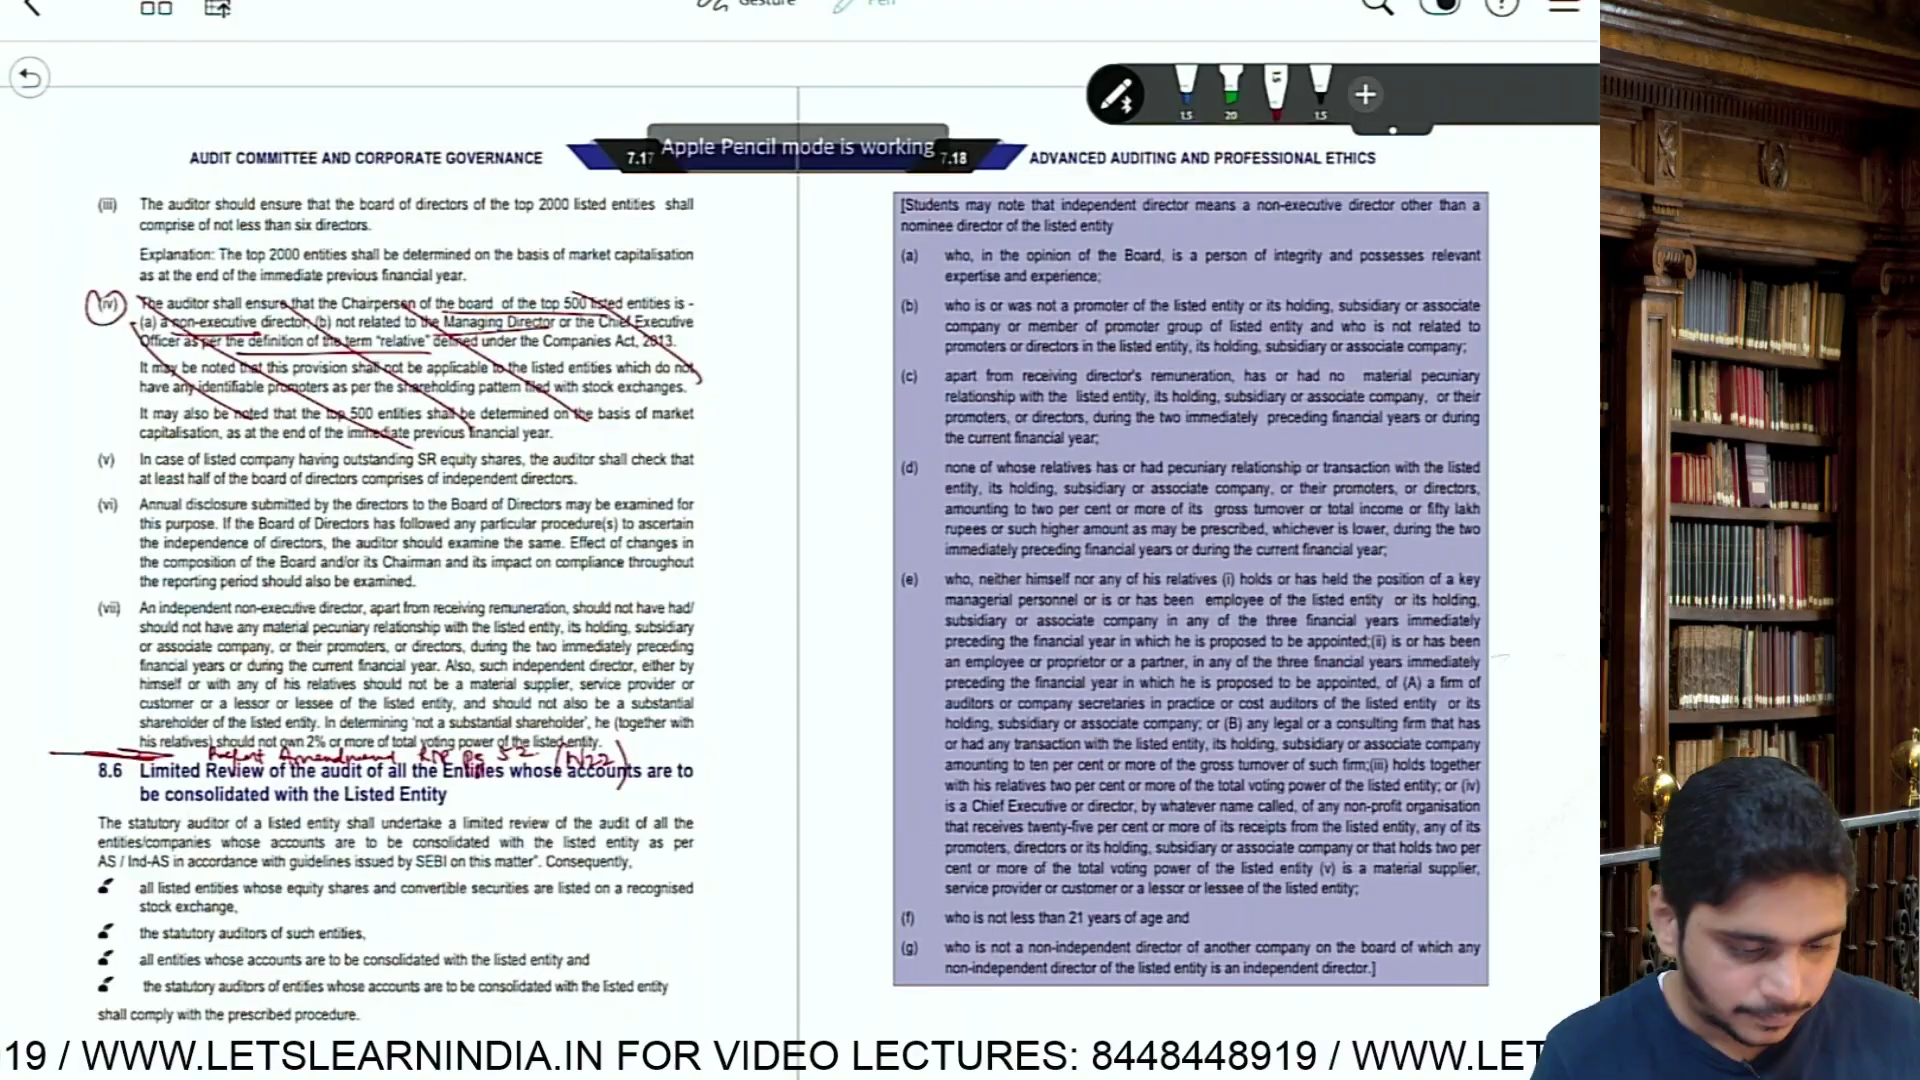 Gesture
Pen
1.5
20
1.5
1.5
Apple Pencil mode is working
AUDIT COMMITTEE AND CORPORATE GOVERNANCE
7.17
7.18
ADVANCED AUDITING AND PROFESSIONAL ETHICS
(iii) The auditor should ensure that the board of directors of the top 2000 listed entities shall
comprise of not less than six directors.
Explanation: The top 2000 entities shall be determined on the basis of market capitalisation
as at the end of the immediate previous financial year.
(iv) The auditor shall ensure that the Chairperson of the board of the top 500 listed entities is -
(a) a non-executive director, (b) not related to the Managing Director or the Chief Executive
Officer as per the definition of the term "relative" defined under the Companies Act, 2013.
It may be noted that this provision shall not be applicable to the listed entities which do not
have any identifiable promoters as per the shareholding pattern filed with stock exchanges.
It may also be noted that the top 500 entities shall be determined on the basis of market
capitalisation, as at the end of the immediate previous financial year.
(v) In case of listed company having outstanding SR equity shares, the auditor shall check that
at least half of the board of directors comprises of independent directors.
(vi) Annual disclosure submitted by the directors to the Board of Directors may be examined for
this purpose. If the Board of Directors has followed any particular procedure(s) to ascertain
the independence of directors, the auditor should examine the same. Effect of changes in
the composition of the Board and/or its Chairman and its impact on compliance throughout
the reporting period should also be examined.
(vii) An independent non-executive director, apart from receiving remuneration, should not have had/
should not have any material pecuniary relationship with the listed entity, its holding, subsidiary
or associate company, or their promoters, or directors, during the two immediately preceding
financial years or during the current financial year. Also, such independent director, either by
himself or with any of his relatives should not be a material supplier, service provider or
customer or a lessor or lessee of the listed entity, and should not also be a substantial
shareholder of the listed entity. In determining 'not a substantial shareholder', he (together with
his relatives) should not own 2% or more of total voting power of the listed entity.
Amendment RTP Pg 52 (N22)
8.6 Limited Review of the audit of all the Entities whose accounts are to
be consolidated with the Listed Entity
The statutory auditor of a listed entity shall undertake a limited review of the audit of all the
entities/companies whose accounts are to be consolidated with the listed entity as per
AS / Ind-AS in accordance with guidelines issued by SEBI on this matter". Consequently,
all listed entities whose equity shares and convertible securities are listed on a recognised
stock exchange,
the statutory auditors of such entities,
all entities whose accounts are to be consolidated with the listed entity and
the statutory auditors of entities whose accounts are to be consolidated with the listed entity
shall comply with the prescribed procedure.
[Students may note that independent director means a non-executive director other than a
nominee director of the listed entity
(a) who, in the opinion of the Board, is a person of integrity and possesses relevant
expertise and experience;
(b) who is or was not a promoter of the listed entity or its holding, subsidiary or associate
company or member of promoter group of listed entity and who is not related to
promoters or directors in the listed entity, its holding, subsidiary or associate company;
(c) apart from receiving director's remuneration, has or had no material pecuniary
relationship with the listed entity, its holding, subsidiary or associate company, or their
promoters, or directors, during the two immediately preceding financial years or during
the current financial year;
(d) none of whose relatives has or had pecuniary relationship or transaction with the listed
entity, its holding, subsidiary or associate company, or their promoters, or directors,
amounting to two per cent or more of its gross turnover or total income or fifty lakh
rupees or such higher amount as may be prescribed, whichever is lower, during the two
immediately preceding financial years or during the current financial year;
(e) who, neither himself nor any of his relatives (i) holds or has held the position of a key
managerial personnel or is or has been employee of the listed entity or its holding,
subsidiary or associate company in any of the three financial years immediately
preceding the financial year in which he is proposed to be appointed;(ii) is or has been
an employee or proprietor or a partner, in any of the three financial years immediately
preceding the financial year in which he is proposed to be appointed, of (A) a firm of
auditors or company secretaries in practice or cost auditors of the listed entity or its
holding, subsidiary or associate company; or (B) any legal or a consulting firm that has
or had any transaction with the listed entity, its holding, subsidiary or associate company
amounting to ten per cent or more of the gross turnover of such firm;(iii) holds together
with his relatives two per cent or more of the total voting power of the listed entity; or (iv)
is a Chief Executive or director, by whatever name called, of any non-profit organisation
that receives twenty-five per cent or more of its receipts from the listed entity, any of its
promoters, directors or its holding, subsidiary or associate company or that holds two per
cent or more of the total voting power of the listed entity (v) is a material supplier,
service provider or customer or a lessor or lessee of the listed entity;
(f) who is not less than 21 years of age and
(g) who is not a non-independent director of another company on the board of which any
non-independent director of the listed entity is an independent director.]
19 / WWW.LETSLEARNINDIA.IN FOR VIDEO LECTURES: 8448448919 / WWW.LET